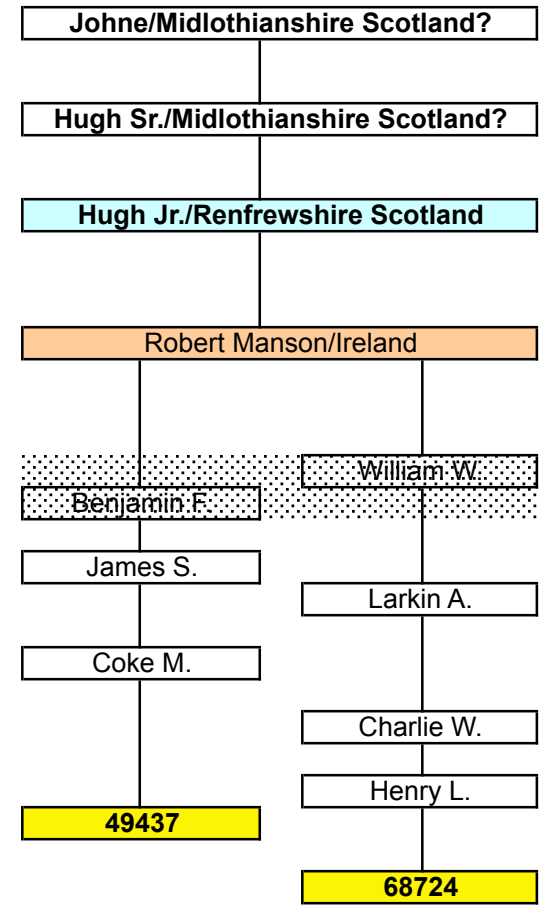 Johne/Midlothianshire Scotland?
Hugh Sr./Midlothianshire Scotland?
Hugh Jr./Renfrewshire Scotland
Robert Manson/Ireland
William W.
Benjamin F.
James S.
Larkin A.
Coke M.
Charlie W.
Henry L.
49437
68724